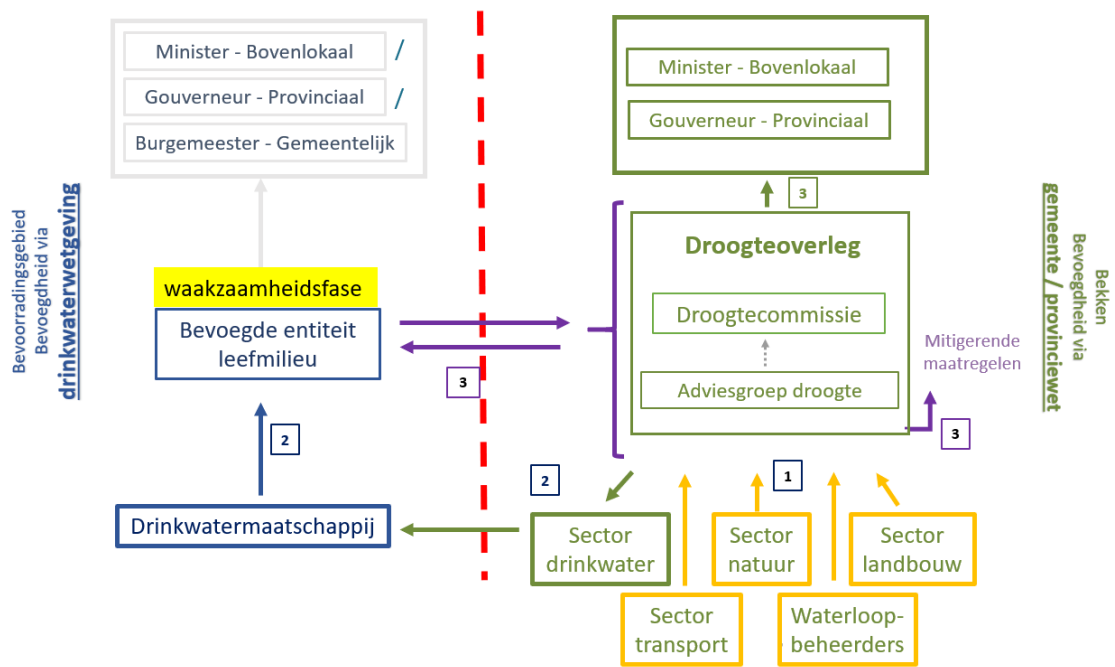 Minister - Bovenlokaal
/
Gouverneur - Provinciaal
/
Burgemeester - Gemeentelijk
Bevoorradingsgebied
Bevoegdheid via
drinkwaterwetgeving
waakzaamheidsfase
Bevoegde entiteit
leefmilieu
3
2
Drinkwatermaatschappij
Minister - Bovenlokaal
Gouverneur - Provinciaal
3
Droogteoverleg
Droogtecommissie
Adviesgroep droogte
Mitigerende
maatregelen
3
Bekken
Bevoegdheid via
gemeente / provinciewet
2
1
Sector
drinkwater
Sector
natuur
Sector
landbouw
Sector
transport
Waterloop-
beheerders